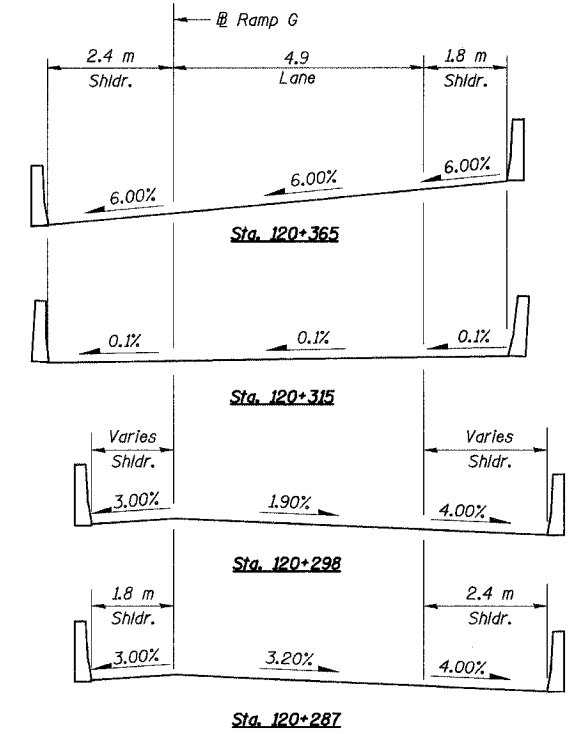 ℄ Ramp G
2.4 m
Shldr.
4.9
Lane
1.8 m
Shldr.
6.00%
6.00%
6.00%
Sta. 120+365
0.1%
0.1%
0.1%
Sta. 120+315
Varies
Shldr.
Varies
Shldr.
3.00%
1.90%
4.00%
Sta. 120+298
1.8 m
Shldr.
2.4 m
Shldr.
3.00%
3.20%
4.00%
Sta. 120+287